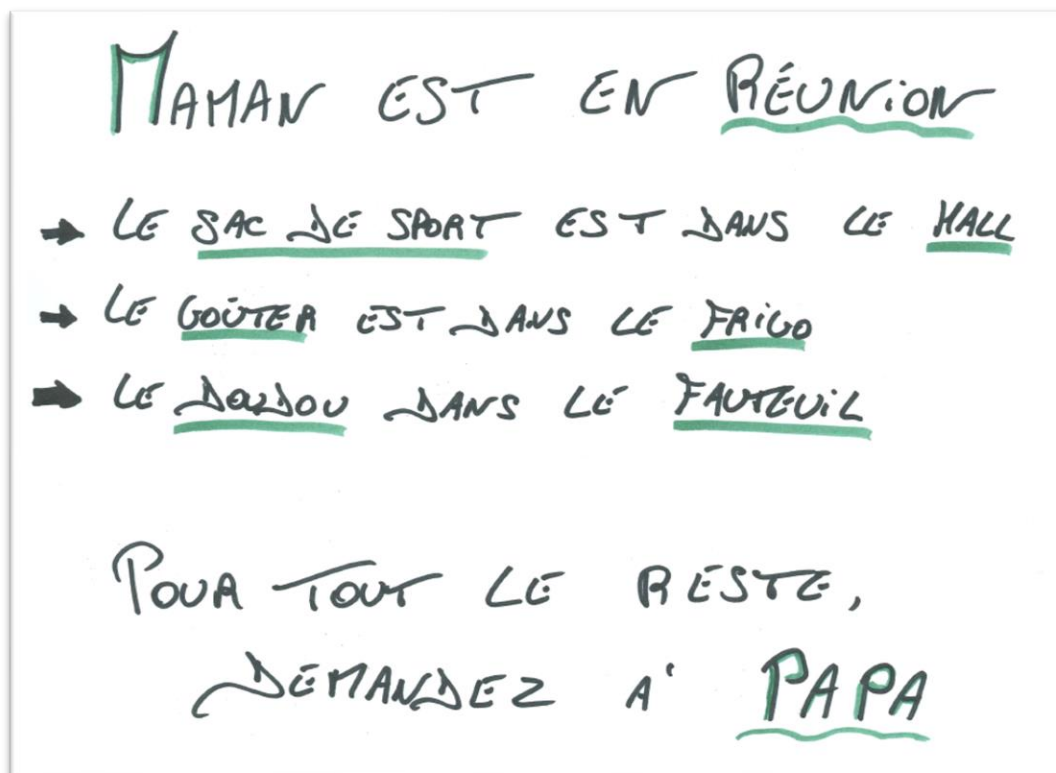 MAMAN EST EN RÉUNION
→ LE SAC DE SPORT EST DANS LE HALL
→ LE GOÛTER EST DANS LE FRIGO
→ LE DOUDOU DANS LE FAUTEUIL
POUR TOUT LE RESTE,
DEMANDEZ À PAPA